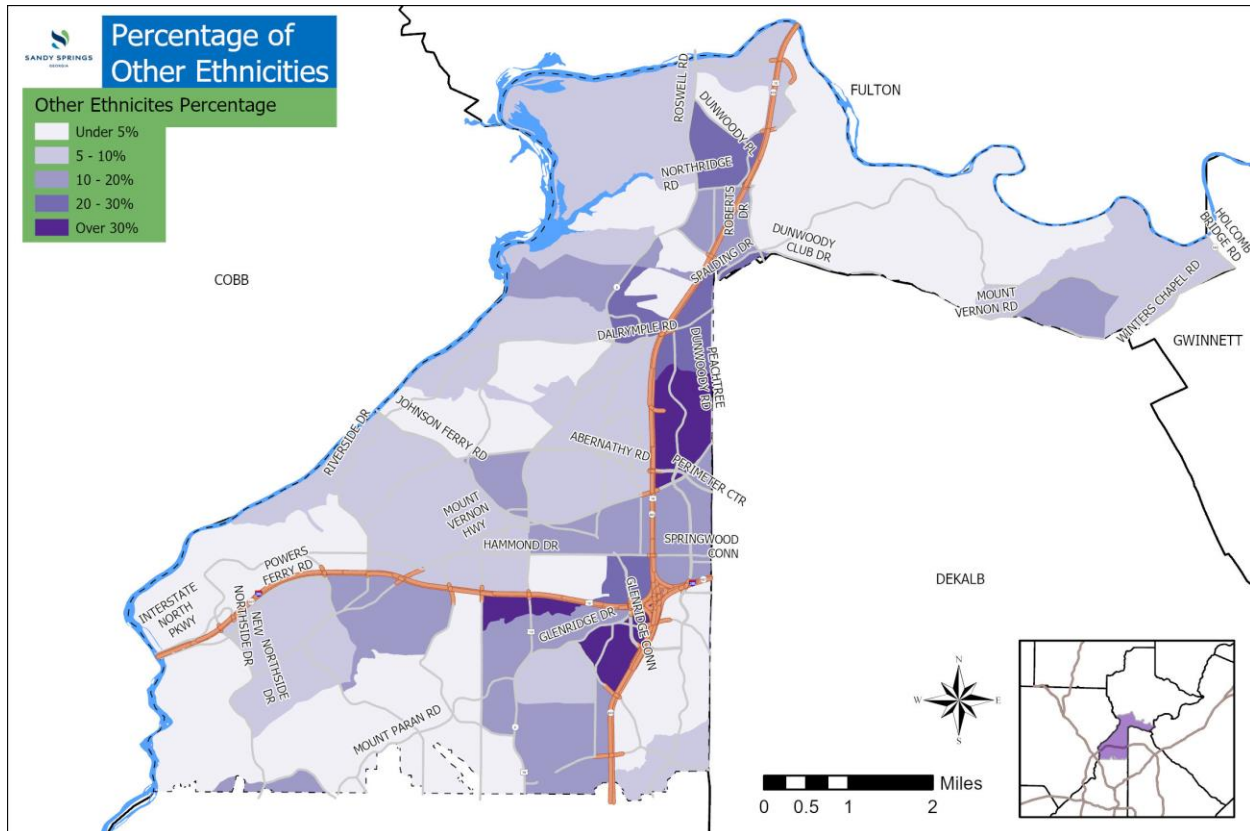 SANDY SPRINGS
GEORGIA
Percentage of
Other Ethnicities
Other Ethnicites Percentage
Under 5%
5 - 10%
10 - 20%
20 - 30%
Over 30%
FULTON
ROSWELL RD
DUNWOODY PL
NORTHRIDGE
RD
ROBERTS
DR
SPALDING DR
DUNWOODY
CLUB DR
HOLCOMB
BRIDGE RD
WINTERS CHAPEL RD
MOUNT
VERNON RD
GWINNETT
COBB
DALRYMPLE RD
PEACHTREE
DUNWOODY RD
RIVERSIDE DR
JOHNSON FERRY RD
ABERNATHY RD
PERIMETER CTR
MOUNT
VERNON
HWY
HAMMOND DR
SPRINGWOOD
CONN
POWERS
FERRY RD
INTERSTATE
NORTH
PKWY
NORTHSIDE DR
NEW NORTHSIDE
DR
GLENRIDGE DR
GLENRIDGE CONN
MOUNT PARAN RD
DEKALB
N
W
E
S
Miles
0 0.5 1 2